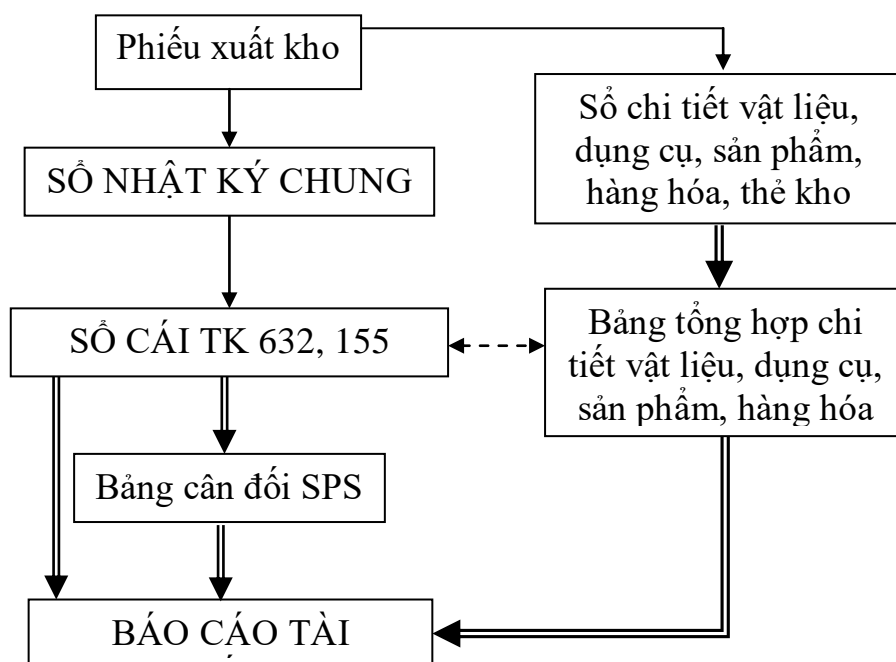 Phiếu xuất kho
Sổ chi tiết vật liệu,
dụng cụ, sản phẩm,
hàng hóa, thẻ kho
SỔ NHẬT KÝ CHUNG
SỔ CÁI TK 632, 155
Bảng tổng hợp chi
tiết vật liệu, dụng cụ,
sản phẩm, hàng hóa
Bảng cân đối SPS
BÁO CÁO TÀI